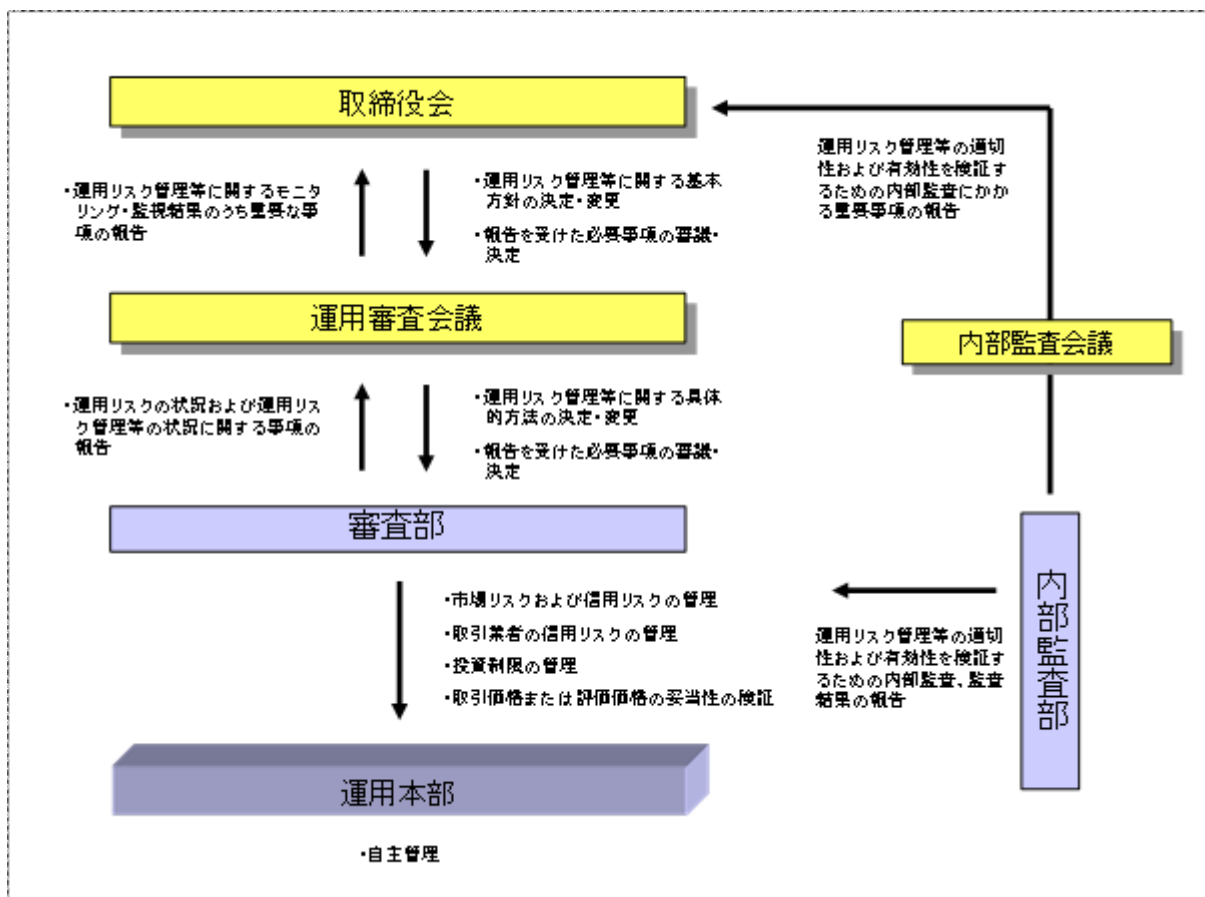 取締役会
運用リスク管理等の適切
性および有効性を検証す
るための内部監査にかか
る重要事項の報告
・運用リスク管理等に関するモニタ
リング・監視結果のうち重要な事
項の報告
・運用リスク管理等に関する基本
方針の決定・変更
・報告を受けた必要事項の審議・
決定
運用審査会議
内部監査会議
・運用リスクの状況および運用リス
ク管理等の状況に関する事項の
報告
・運用リスク管理等に関する具体
的方法の決定・変更
・報告を受けた必要事項の審議・
決定
審査部
内部監査部
・市場リスクおよび信用リスクの管理
・取引業者の信用リスクの管理
・投資制限の管理
・取引価格または評価価格の妥当性の検証
運用リスク管理等の適切
性および有効性を検証す
るための内部監査、監査
結果の報告
運用本部
・自主管理